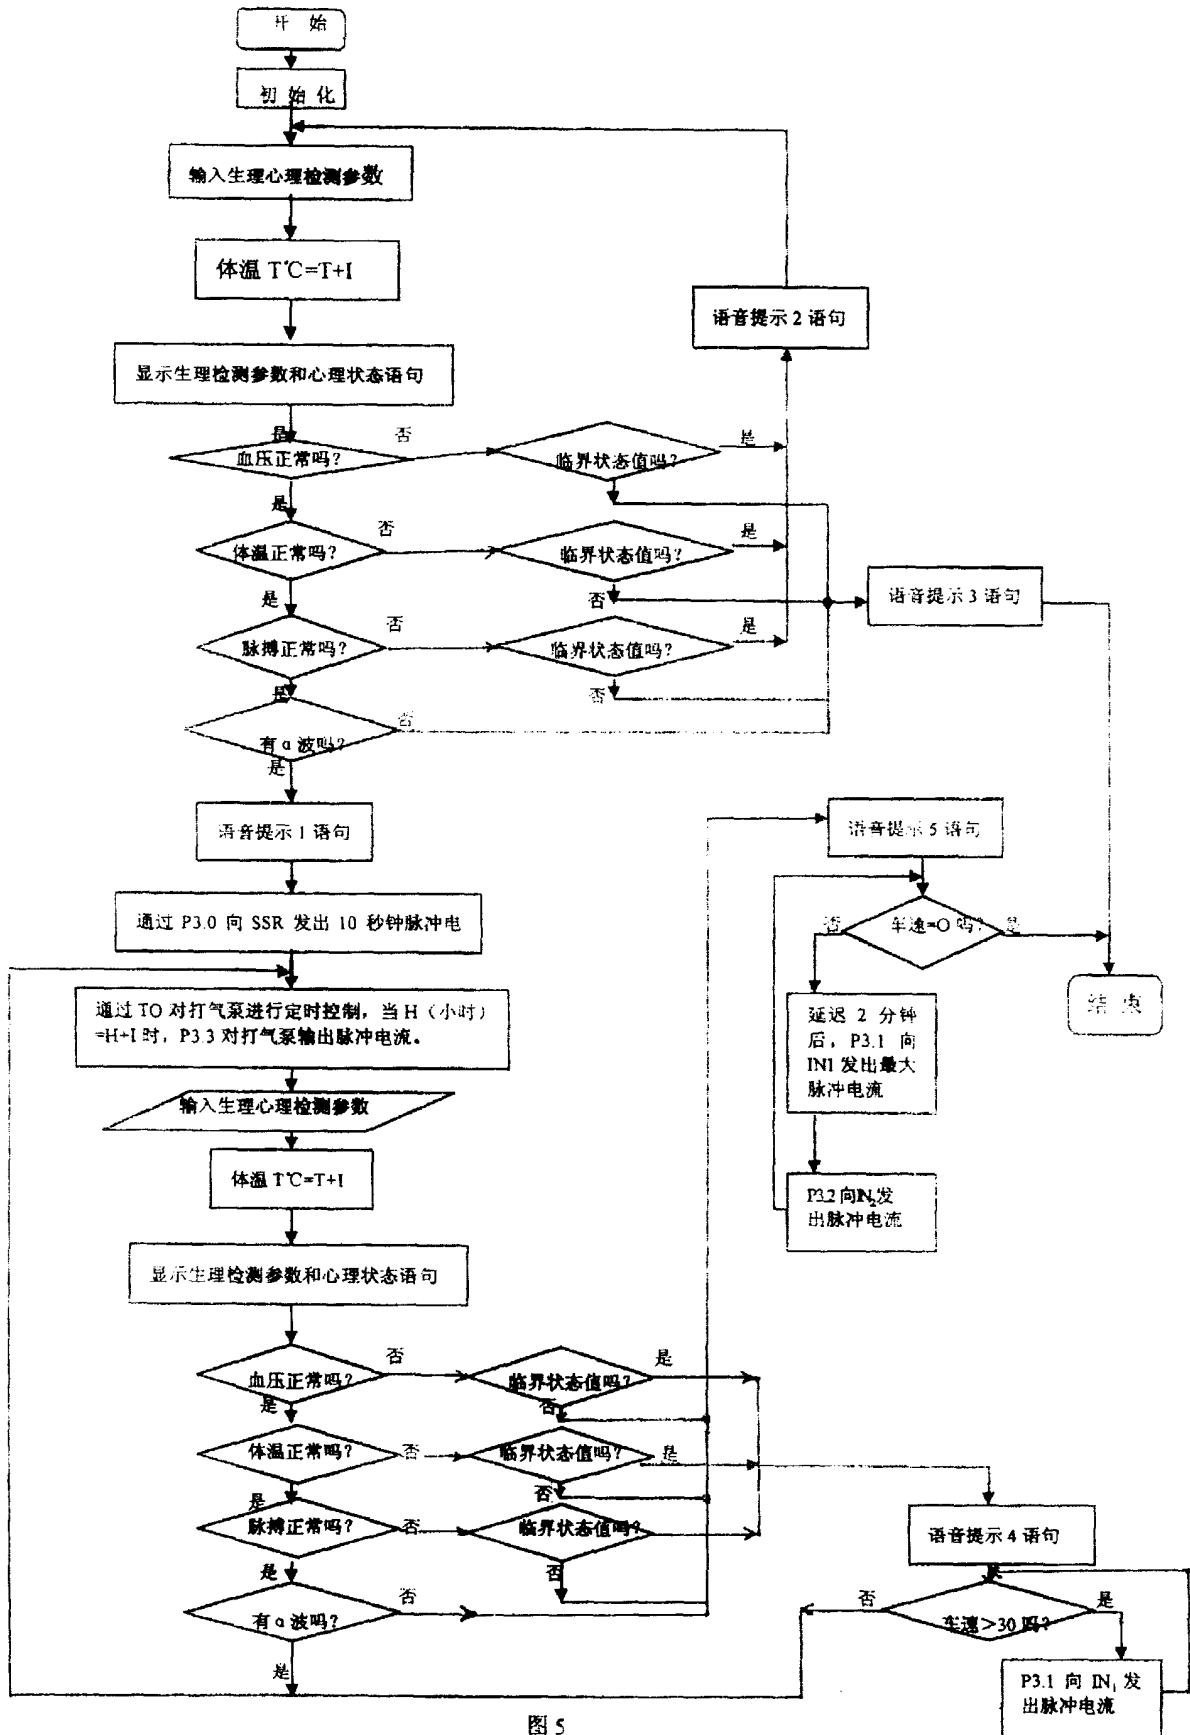 开 始
初 始 化
输入生理心理检测参数
体温 T℃=T+I
语音提示 2 语句
显示生理检测参数和心理状态语句
是
否
是
血压正常吗?
临界状态值吗?
是
否
是
体温正常吗?
临界状态值吗?
语音提示 3 语句
是
否
否
是
脉搏正常吗?
临界状态值吗?
是
否
否
有α波吗?
是
语音提示 1 语句
语音提示 5 语句
通过 P3.0 向 SSR 发出 10 秒钟脉冲电
否
车速=O 吗?
是
通过 TO 对打气泵进行定时控制，当 H（小时）
=H+I 时，P3.3 对打气泵输出脉冲电流。
延迟 2 分钟
后，P3.1 向
IN1 发出最大
脉冲电流
结 束
输入生理心理检测参数
体温 T℃=T+I
P3.2 向IN2发
出脉冲电流
显示生理检测参数和心理状态语句
否
是
血压正常吗?
临界状态值吗?
是
否
体温正常吗?
否
临界状态值吗?
是
是
否
脉搏正常吗?
否
临界状态值吗?
语音提示 4 语句
是
否
否
否
是
有α波吗?
车速>30 吗?
是
P3.1 向 IN1 发
出脉冲电流
图 5